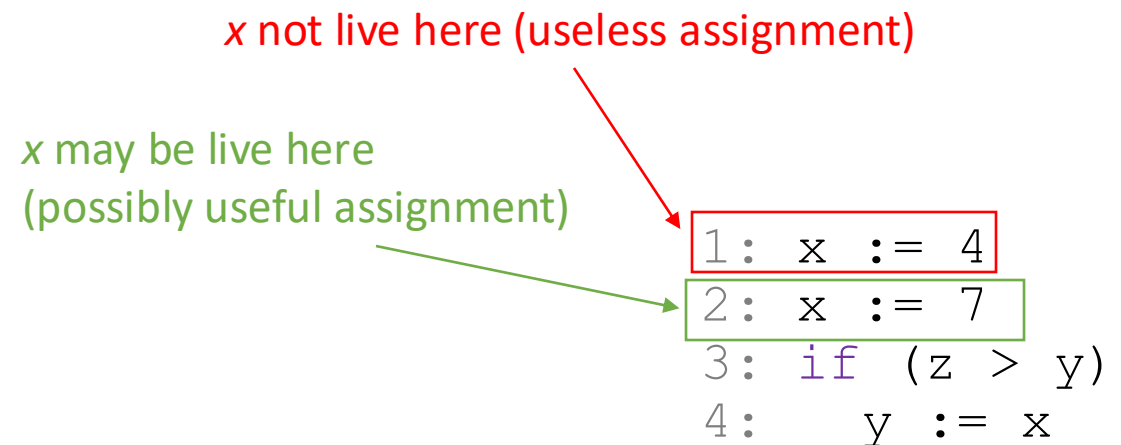 x not live here (useless assignment)
x may be live here
(possibly useful assignment)
1: x := 4
2: x := 7
3: if (z > y)
4:   y := x